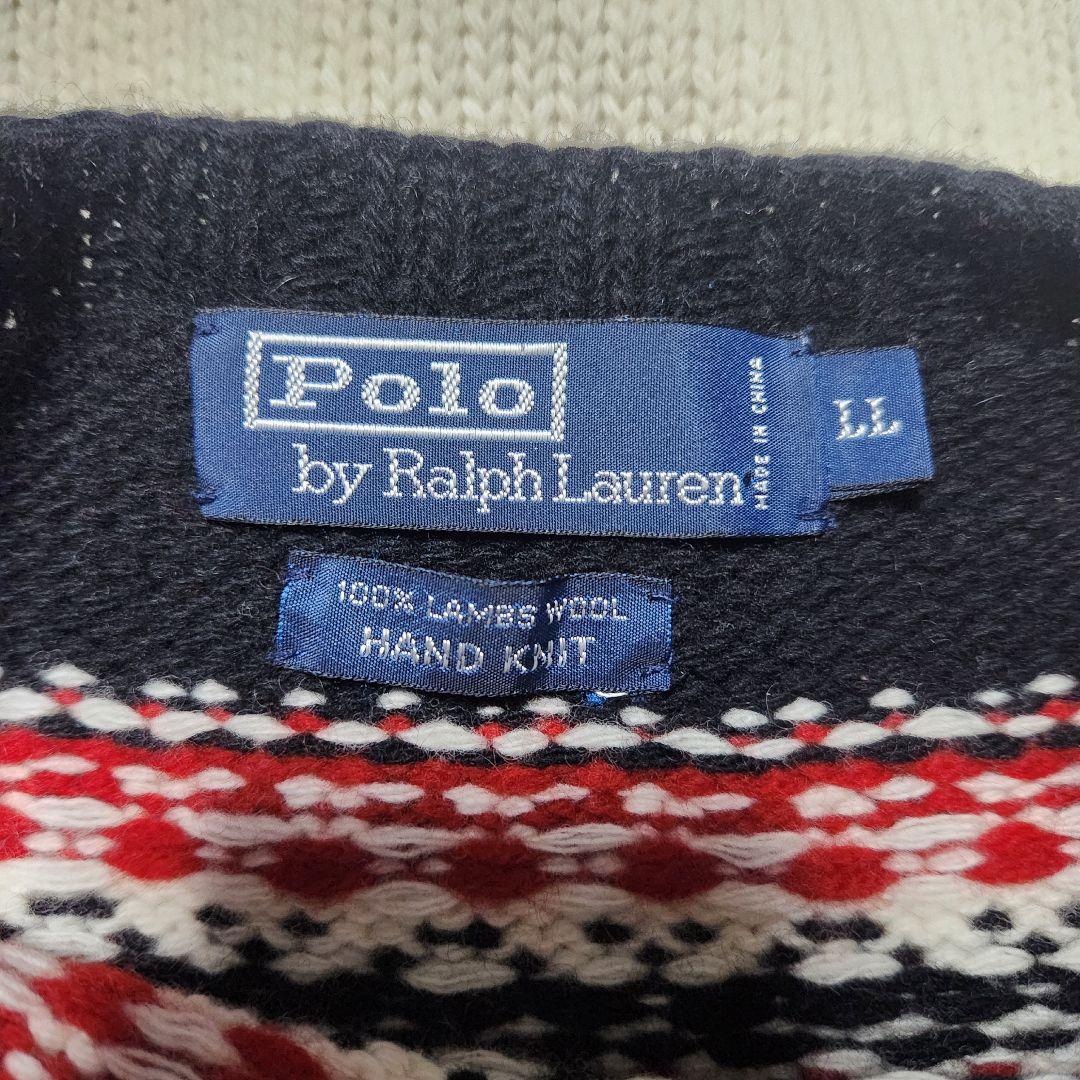 Polo
by Ralph Lauren
MADE IN CHINA
LL
100% LAMBS WOOL
HAND KNIT